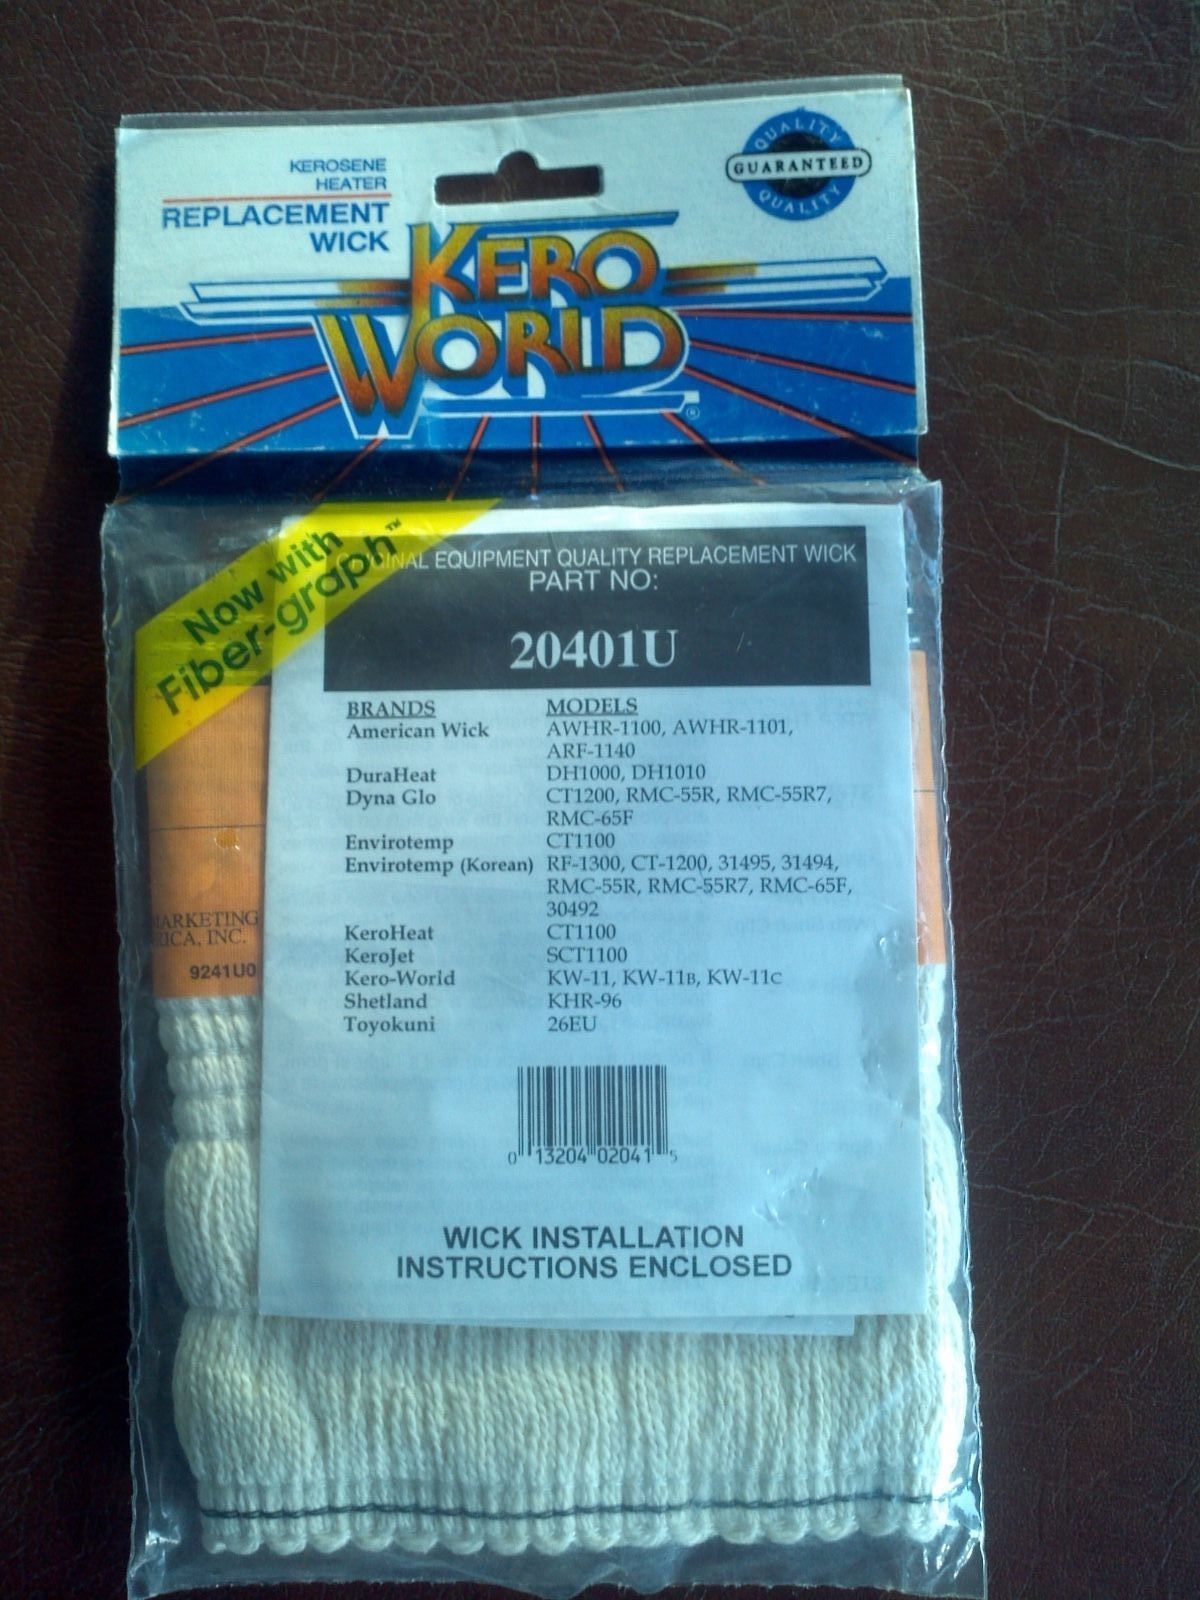 KEROSENE
HEATER
REPLACEMENT
WICK
QUALITY
GUARANTEED
QUALITY
KERO
WORLD®
Now with
Fiber-graph™
ORIGINAL EQUIPMENT QUALITY REPLACEMENT WICK
PART NO:
20401U
BRANDS MODELS
American Wick AWHR-1100, AWHR-1101,
ARF-1140
DuraHeat DH1000, DH1010
Dyna Glo CT1200, RMC-55R, RMC-55R7,
RMC-65F
Envirotemp CT1100
Envirotemp (Korean) RF-1300, CT-1200, 31495, 31494,
RMC-55R, RMC-55R7, RMC-65F,
30492
KeroHeat CT1100
KeroJet SCT1100
Kero-World KW-11, KW-11B, KW-11C
Shetland KHR-96
Toyokuni 26EU
MARKETING
RICA, INC.
9241U0
0 13204 02041 5
WICK INSTALLATION
INSTRUCTIONS ENCLOSED